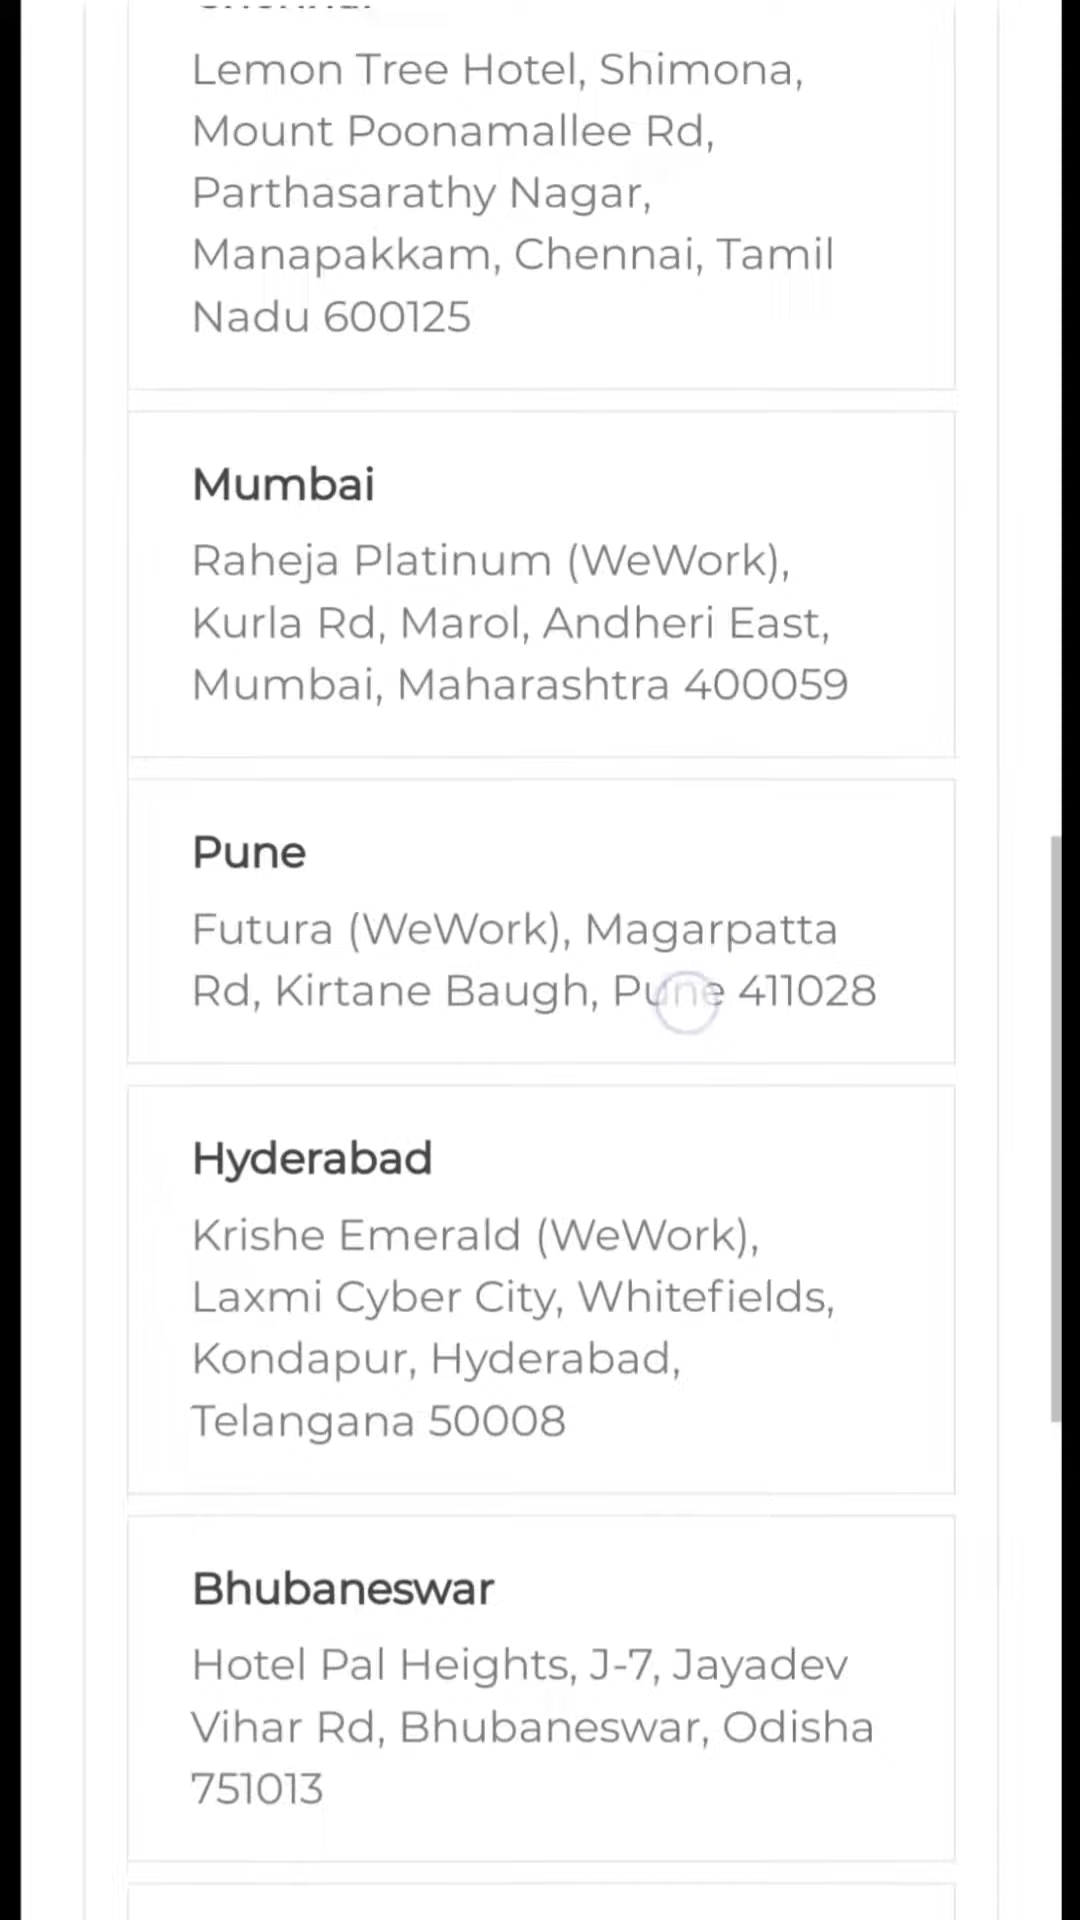 Lemon Tree Hotel, Shimona,
Mount Poonamallee Rd,
Parthasarathy Nagar,
Manapakkam, Chennai, Tamil
Nadu 600125
Mumbai
Raheja Platinum (WeWork),
Kurla Rd, Marol, Andheri East,
Mumbai, Maharashtra 400059
Pune
Futura (WeWork), Magarpatta
Rd, Kirtane Baugh, Pune 411028
Hyderabad
Krishe Emerald (WeWork),
Laxmi Cyber City, Whitefields,
Kondapur, Hyderabad,
Telangana 50008
Bhubaneswar
Hotel Pal Heights, J-7, Jayadev
Vihar Rd, Bhubaneswar, Odisha
751013